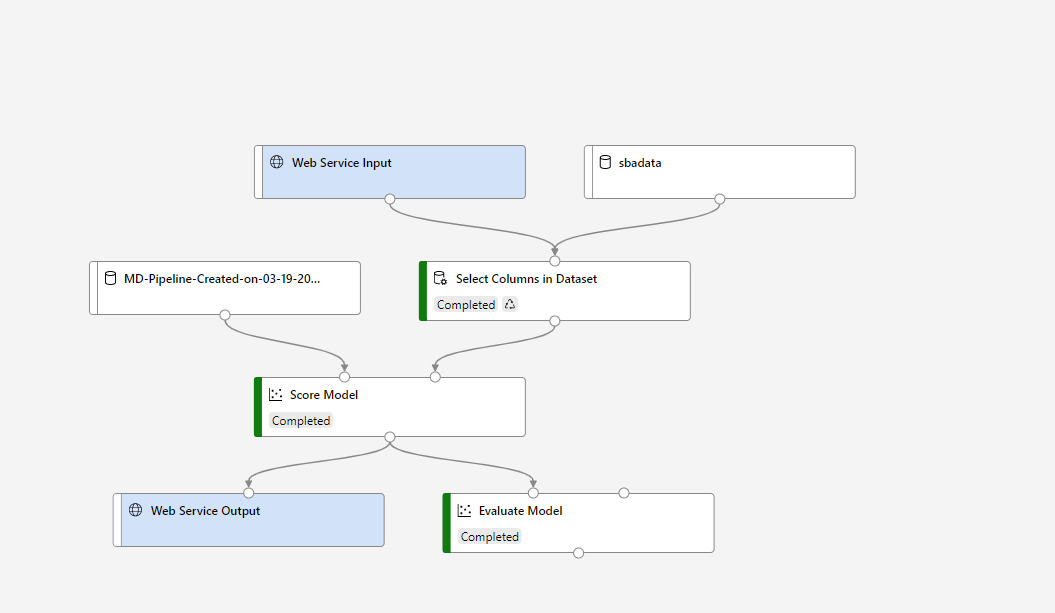 Web Service Input
sbadata
MD-Pipeline-Created-on-03-19-20...
Select Columns in Dataset
Completed
Score Model
Completed
Web Service Output
Evaluate Model
Completed